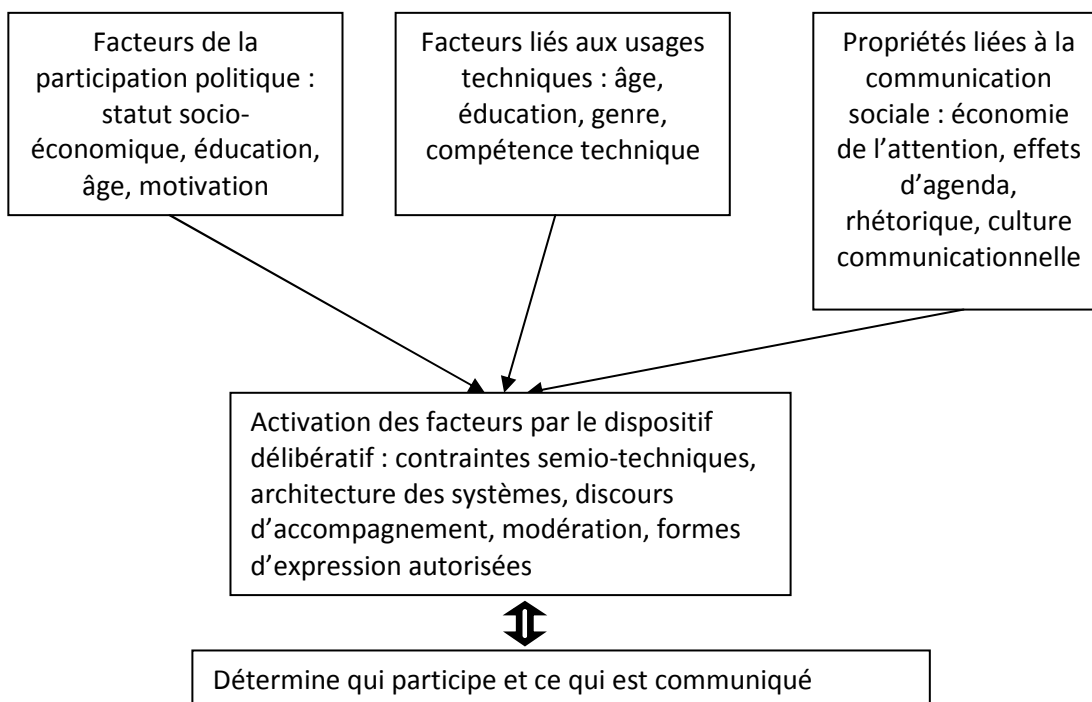 Facteurs de la
participation politique :
statut socio-
économique, éducation,
âge, motivation
Facteurs liés aux usages
techniques : âge,
éducation, genre,
compétence technique
Propriétés liées à la
communication
sociale : économie
de l’attention, effets
d’agenda,
rhétorique, culture
communicationnelle
Activation des facteurs par le dispositif
délibératif : contraintes semio-techniques,
architecture des systèmes, discours
d’accompagnement, modération, formes
d’expression autorisées
Détermine qui participe et ce qui est communiqué